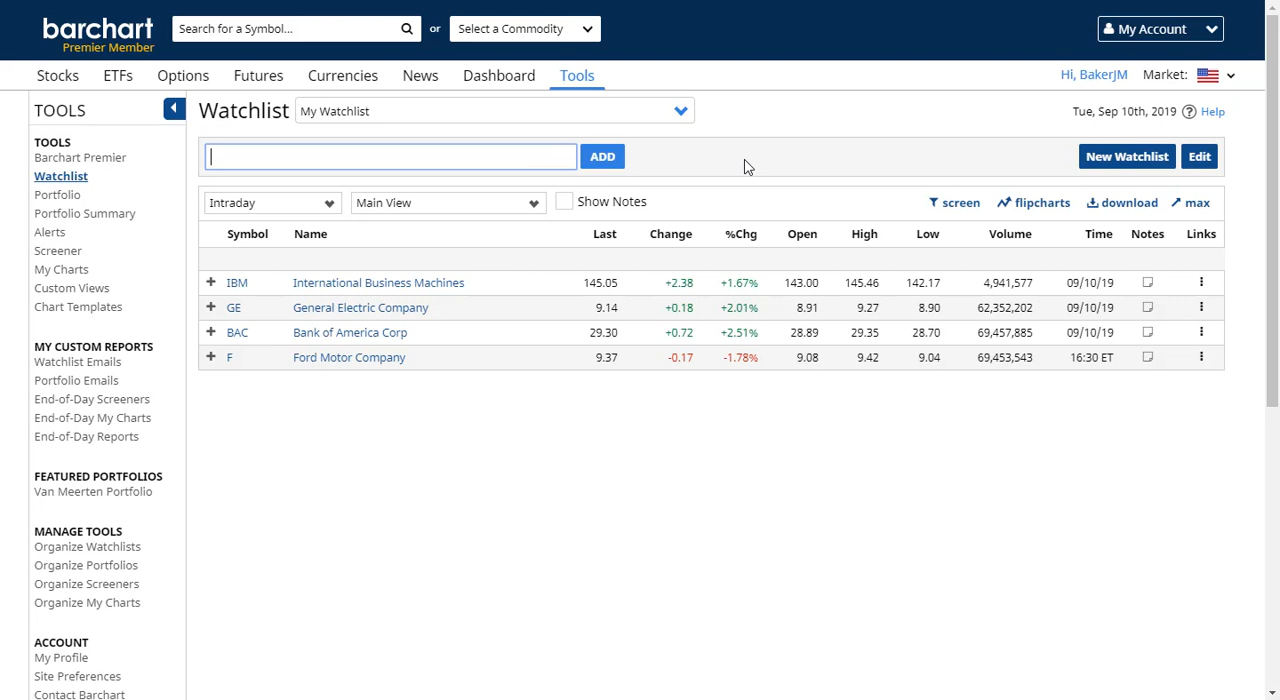 barchart
Premier Member
Search for a Symbol...
or
Select a Commodity
My Account
Stocks ETFs Options Futures Currencies News Dashboard Tools
Hi, BakerJM Market:
TOOLS
TOOLS
Barchart Premier
Watchlist
Portfolio
Portfolio Summary
Alerts
Screener
My Charts
Custom Views
Chart Templates
MY CUSTOM REPORTS
Watchlist Emails
Portfolio Emails
End-of-Day Screeners
End-of-Day My Charts
End-of-Day Reports
FEATURED PORTFOLIOS
Van Meerten Portfolio
MANAGE TOOLS
Organize Watchlists
Organize Portfolios
Organize Screeners
Organize My Charts
ACCOUNT
My Profile
Site Preferences
Contact Barchart
Watchlist My Watchlist
Tue, Sep 10th, 2019 ? Help
ADD
New Watchlist Edit
Intraday Main View Show Notes screen flipcharts download max
Symbol Name Last Change %Chg Open High Low Volume Time Notes Links
IBM International Business Machines 145.05 +2.38 +1.67% 143.00 145.46 142.17 4,941,577 09/10/19
GE General Electric Company 9.14 +0.18 +2.01% 8.91 9.27 8.90 62,352,202 09/10/19
BAC Bank of America Corp 29.30 +0.72 +2.51% 28.89 29.35 28.70 69,457,885 09/10/19
F Ford Motor Company 9.37 -0.17 -1.78% 9.08 9.42 9.04 69,453,543 16:30 ET